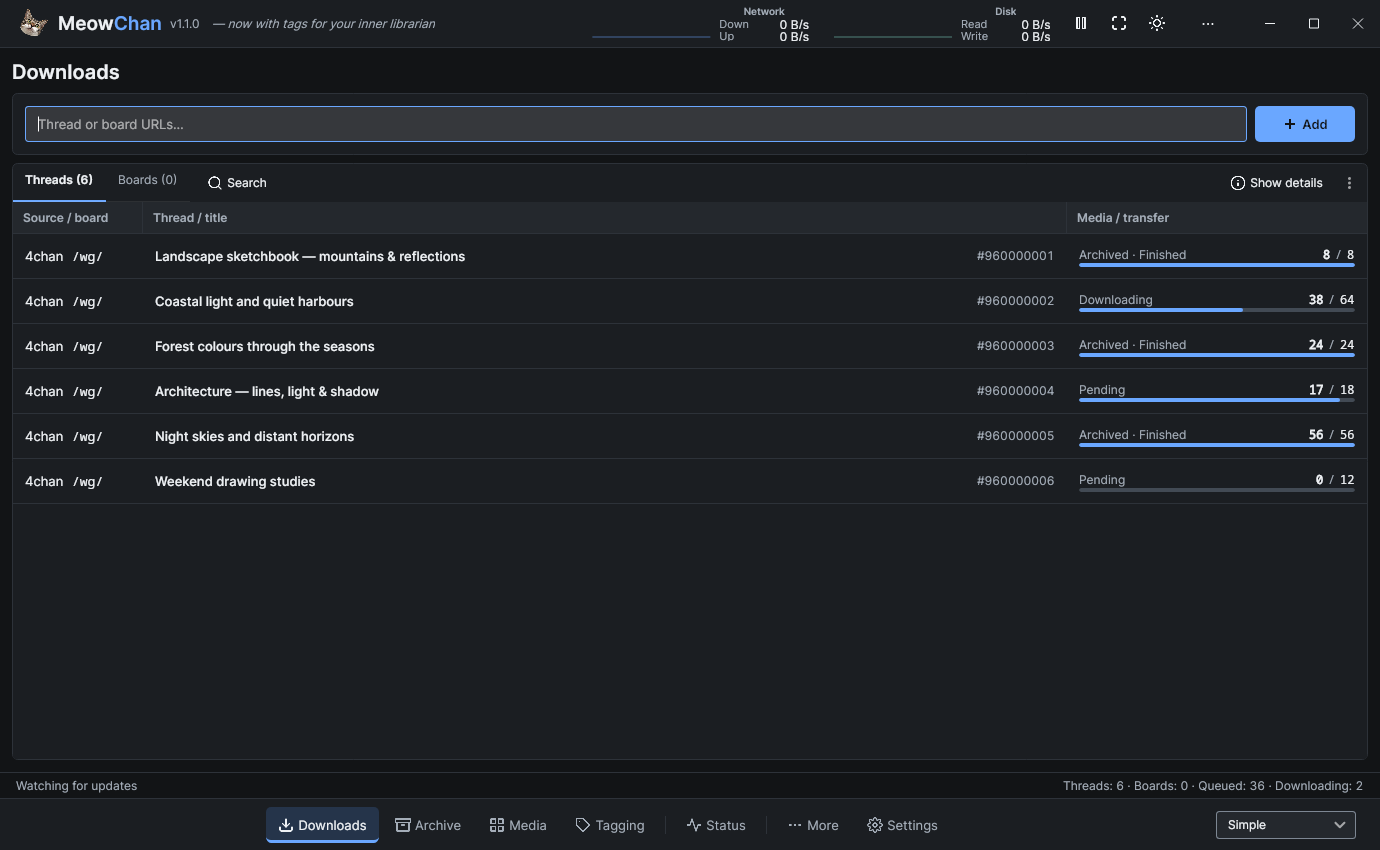 MeowChan v1.1.0 — now with tags for your inner librarian
Network
Down 0 B/s
Up 0 B/s
Disk
Read 0 B/s
Write 0 B/s
Downloads
Thread or board URLs...
+ Add
Threads (6) Boards (0) Search Show details
Source / board Thread / title Media / transfer
4chan /wg/ Landscape sketchbook — mountains & reflections #960000001 Archived · Finished 8 / 8
4chan /wg/ Coastal light and quiet harbours #960000002 Downloading 38 / 64
4chan /wg/ Forest colours through the seasons #960000003 Archived · Finished 24 / 24
4chan /wg/ Architecture — lines, light & shadow #960000004 Pending 17 / 18
4chan /wg/ Night skies and distant horizons #960000005 Archived · Finished 56 / 56
4chan /wg/ Weekend drawing studies #960000006 Pending 0 / 12
Watching for updates Threads: 6 · Boards: 0 · Queued: 36 · Downloading: 2
Downloads Archive Media Tagging Status More Settings Simple